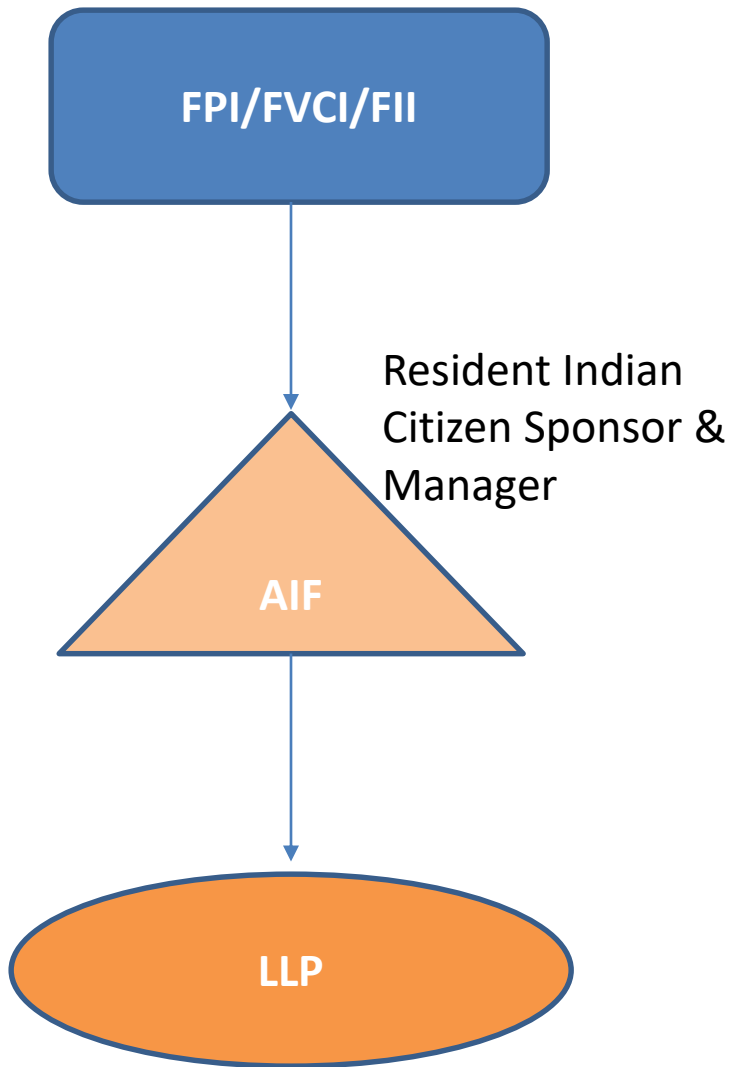 FPI/FVCI/FII
Resident Indian
Citizen Sponsor &
Manager
AIF
LLP